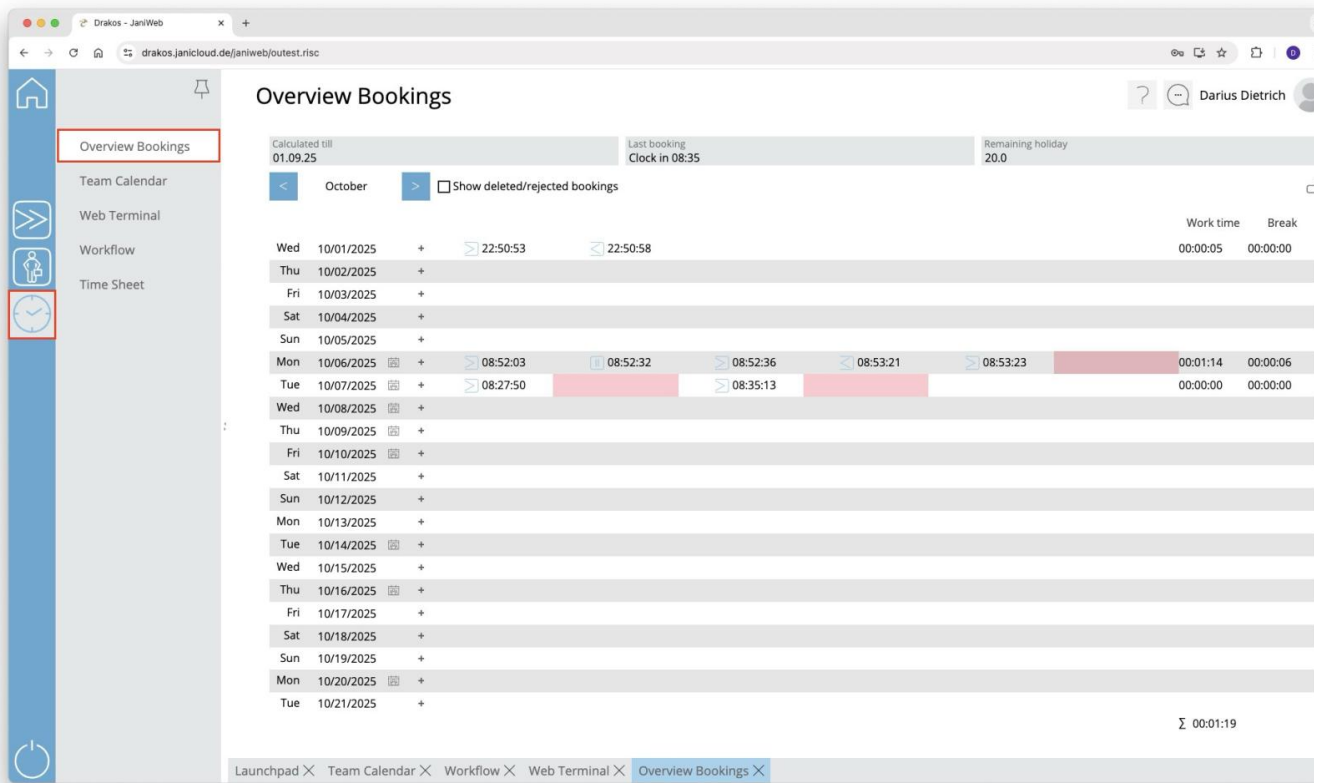 Drakos - JaniWeb
drakos.janicloud.de/janiweb/outest.risc
D
Overview Bookings
? Darius Dietrich
Overview Bookings
Team Calendar
Web Terminal
Workflow
Time Sheet
Calculated till Last booking Remaining holiday
01.09.25 Clock in 08:35 20.0
< October > Show deleted/rejected bookings
Work time Break
Wed 10/01/2025 + 22:50:53 22:50:58 00:00:05 00:00:00
Thu 10/02/2025 +
Fri 10/03/2025 +
Sat 10/04/2025 +
Sun 10/05/2025 +
Mon 10/06/2025 + 08:52:03 08:52:32 08:52:36 08:53:21 08:53:23 00:01:14 00:00:06
Tue 10/07/2025 + 08:27:50 08:35:13 00:00:00 00:00:00
Wed 10/08/2025 +
Thu 10/09/2025 +
Fri 10/10/2025 +
Sat 10/11/2025 +
Sun 10/12/2025 +
Mon 10/13/2025 +
Tue 10/14/2025 +
Wed 10/15/2025 +
Thu 10/16/2025 +
Fri 10/17/2025 +
Sat 10/18/2025 +
Sun 10/19/2025 +
Mon 10/20/2025 +
Tue 10/21/2025 +
Σ 00:01:19
Launchpad Team Calendar Workflow Web Terminal Overview Bookings